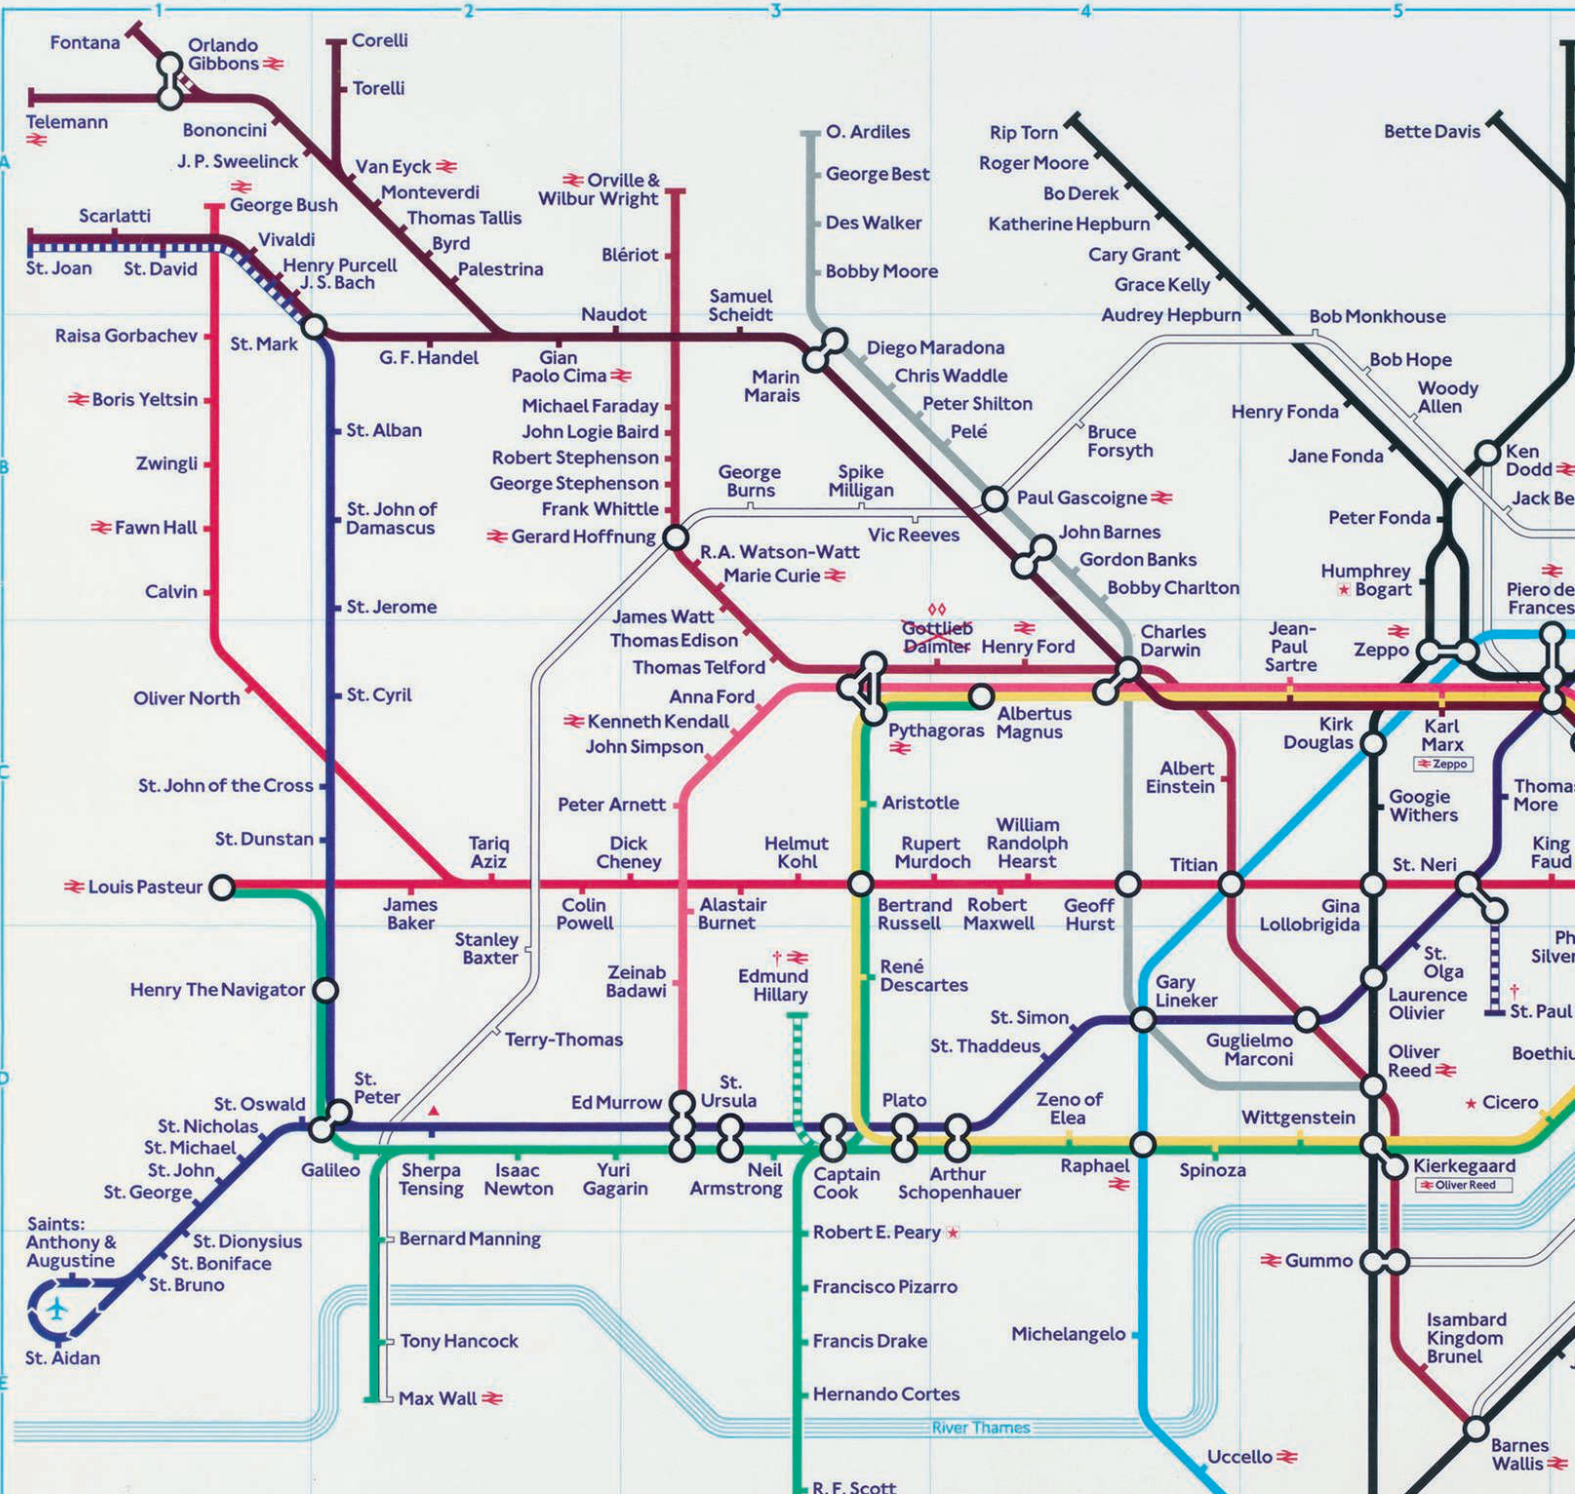 1
2
3
4
5
A
B
C
D
E
Fontana
Orlando
Gibbons
Corelli
Torelli
Telemann
Bononcini
J. P. Sweelinck
Van Eyck
Monteverdi
Thomas Tallis
Byrd
Palestrina
George Bush
Scarlatti
Vivaldi
Henry Purcell
J. S. Bach
St. Joan
St. David
St. Mark
Raisa Gorbachev
Boris Yeltsin
Zwingli
Fawn Hall
Calvin
Oliver North
G. F. Handel
Gian
Paolo Cima
Naudot
Samuel
Scheidt
Marin
Marais
Orville &
Wilbur Wright
Blériot
Michael Faraday
John Logie Baird
Robert Stephenson
George Stephenson
Frank Whittle
Gerard Hoffnung
R.A. Watson-Watt
Marie Curie
James Watt
Thomas Edison
Thomas Telford
Gottlieb
Daimler
Henry Ford
Charles
Darwin
O. Ardiles
George Best
Des Walker
Bobby Moore
Diego Maradona
Chris Waddle
Peter Shilton
Pelé
Paul Gascoigne
John Barnes
Gordon Banks
Bobby Charlton
George
Burns
Spike
Milligan
Vic Reeves
Bruce
Forsyth
Bob Monkhouse
Bob Hope
Woody
Allen
Jack Be
Rip Torn
Roger Moore
Bo Derek
Katherine Hepburn
Cary Grant
Grace Kelly
Audrey Hepburn
Henry Fonda
Jane Fonda
Peter Fonda
Humphrey
Bogart
Bette Davis
Ken
Dodd
Piero de
Frances
Zeppo
Jean-
Paul
Sartre
Karl
Marx
Zeppo
Kirk
Douglas
Googie
Withers
Thomas
More
St. Alban
St. John of
Damascus
St. Jerome
St. Cyril
St. John of the Cross
St. Dunstan
Anna Ford
Kenneth Kendall
John Simpson
Peter Arnett
Pythagoras
Albertus
Magnus
Aristotle
Albert
Einstein
Louis Pasteur
James
Baker
Tariq
Aziz
Colin
Powell
Dick
Cheney
Alastair
Burnet
Helmut
Kohl
Bertrand
Russell
Rupert
Murdoch
Robert
Maxwell
William
Randolph
Hearst
Geoff
Hurst
Titian
Gina
Lollobrigida
St. Neri
King
Faud
Stanley
Baxter
Zeinab
Badawi
Edmund
Hillary
René
Descartes
Gary
Lineker
St. Olga
Laurence
Olivier
Ph
Silver
St. Paul
Henry The Navigator
Terry-Thomas
St. Simon
St. Thaddeus
Guglielmo
Marconi
Oliver
Reed
Boethiu
Cicero
St. Oswald
St.
Peter
St. Nicholas
St. Michael
St. John
St. George
Saints:
Anthony &
Augustine
St. Dionysius
St. Boniface
St. Bruno
St. Aidan
Galileo
Sherpa
Tensing
Isaac
Newton
Yuri
Gagarin
Ed Murrow
St.
Ursula
Neil
Armstrong
Captain
Cook
Plato
Arthur
Schopenhauer
Zeno of
Elea
Raphael
Spinoza
Wittgenstein
Kierkegaard
Oliver Reed
Bernard Manning
Tony Hancock
Max Wall
Robert E. Peary
Francisco Pizarro
Francis Drake
Hernando Cortes
R. F. Scott
Michelangelo
Uccello
River Thames
Gummo
Isambard
Kingdom
Brunel
Barnes
Wallis